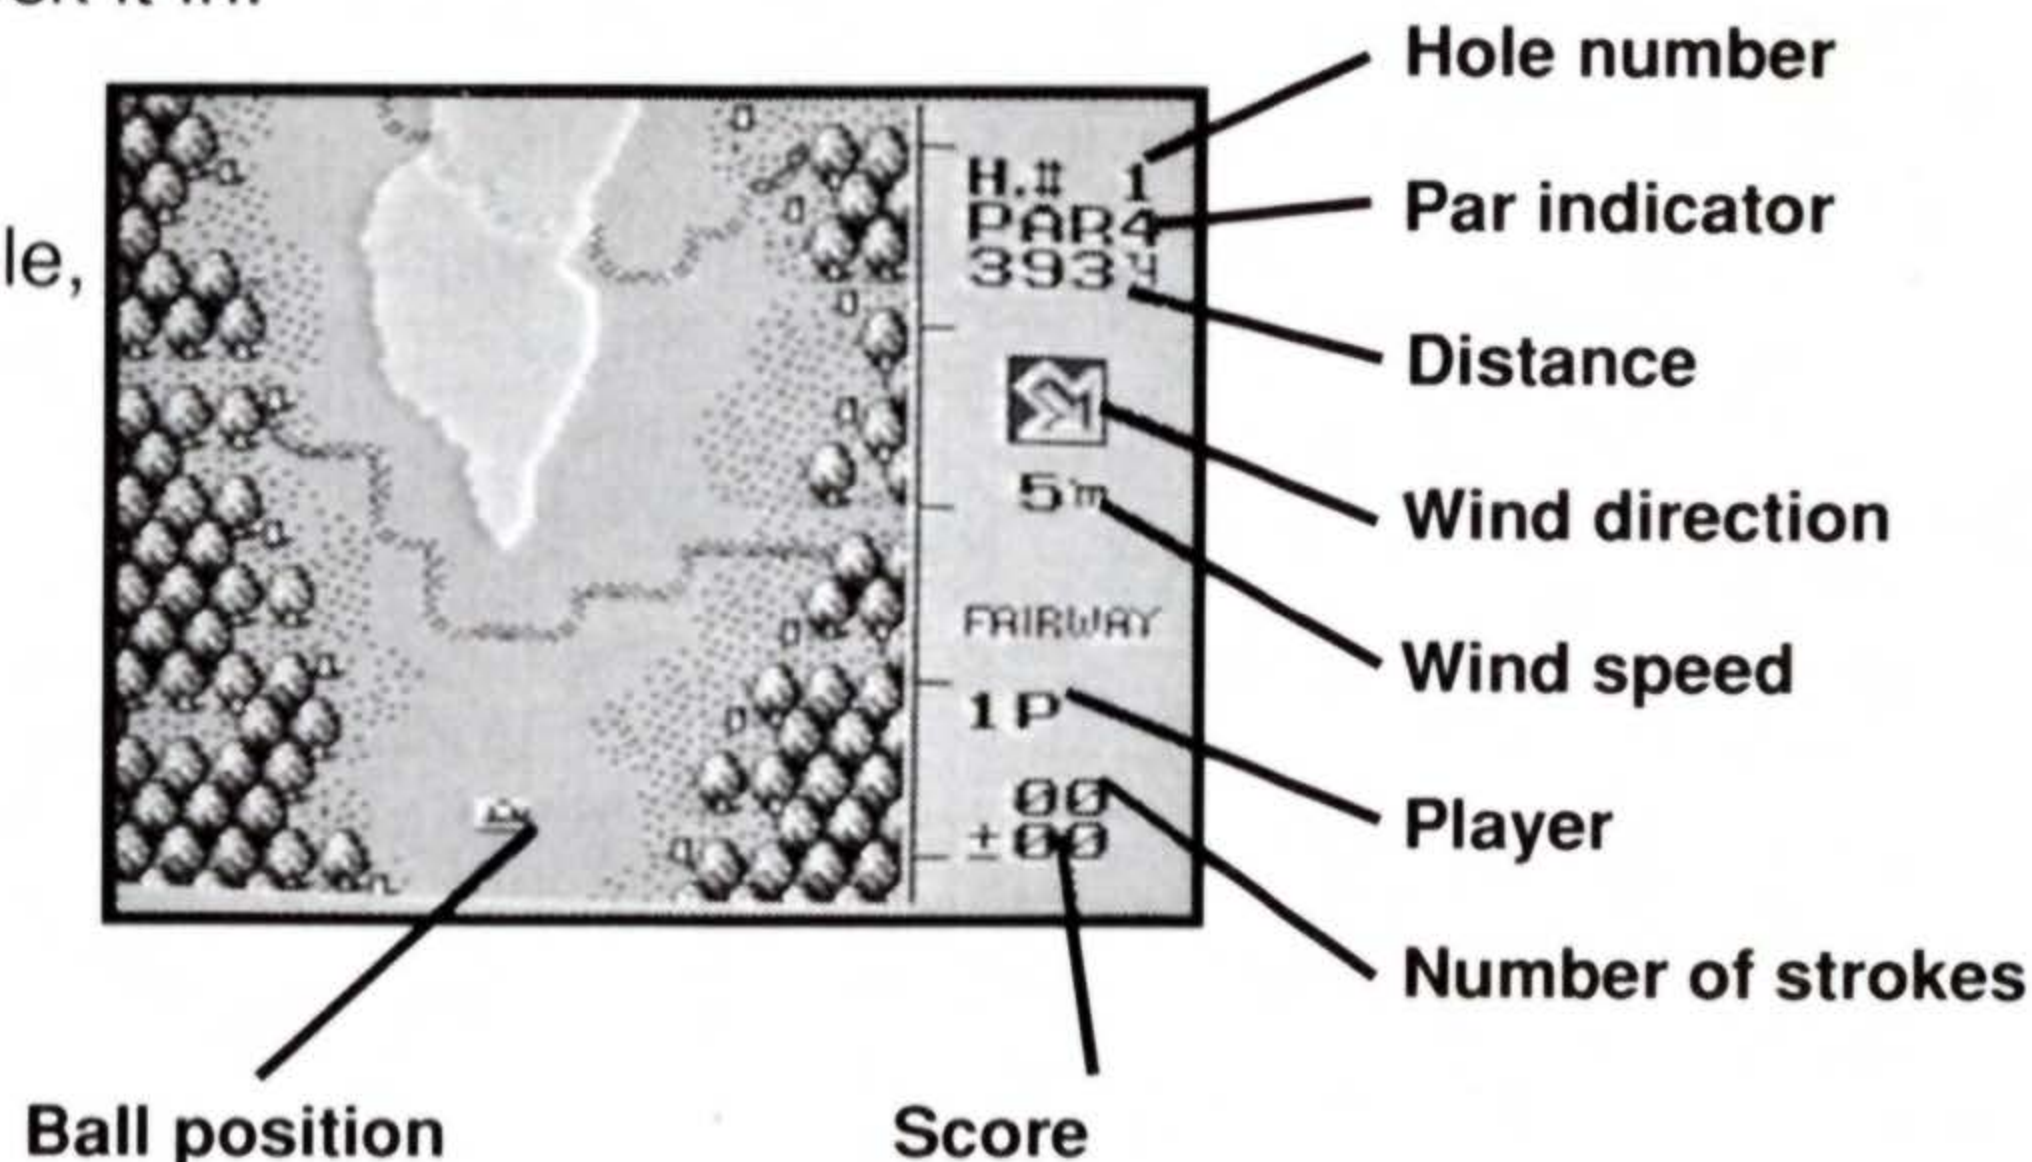 le,
Hole number
Par indicator
Distance
Wind direction
Wind speed
Player
Number of strokes
H.# 1
PAR4
393y
5m
FAIRWAY
1P
00
±00
Ball position
Score